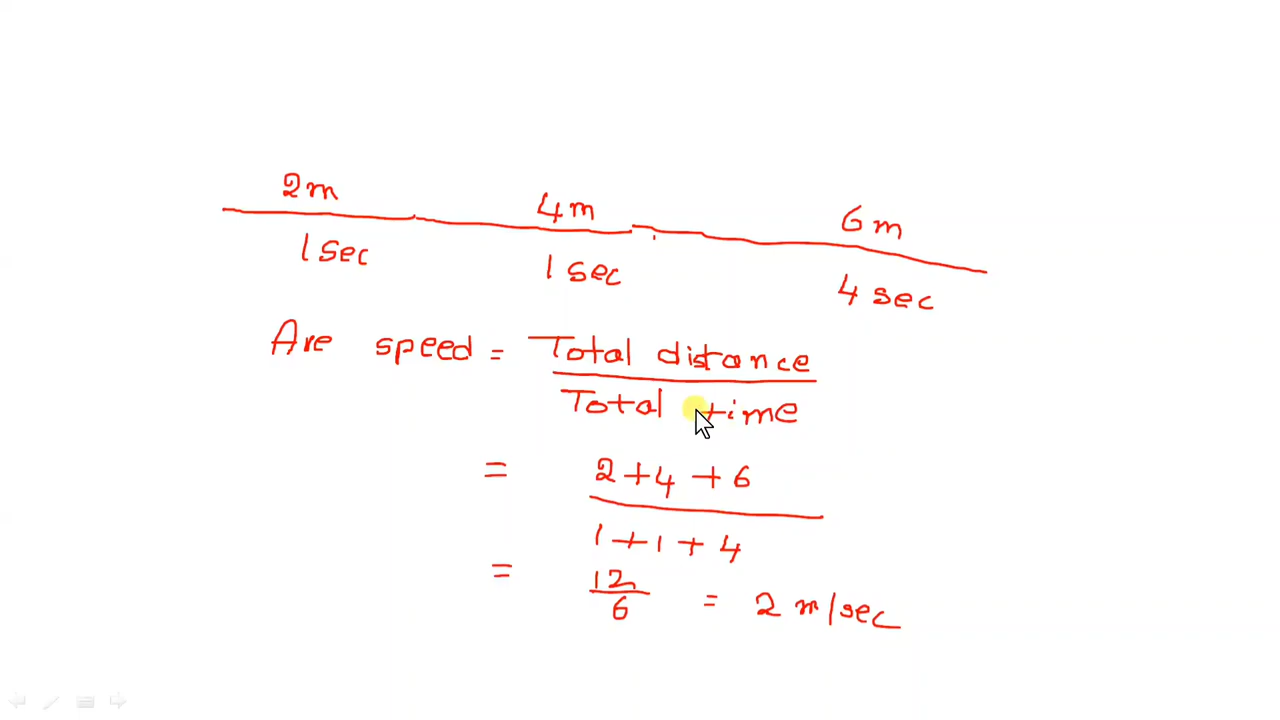 2m 4m 6m
1 sec 1 sec 4 sec
Ave speed = Total distance
Total time
= 2 + 4 + 6
1 + 1 + 4
= 12
6 = 2 m/sec